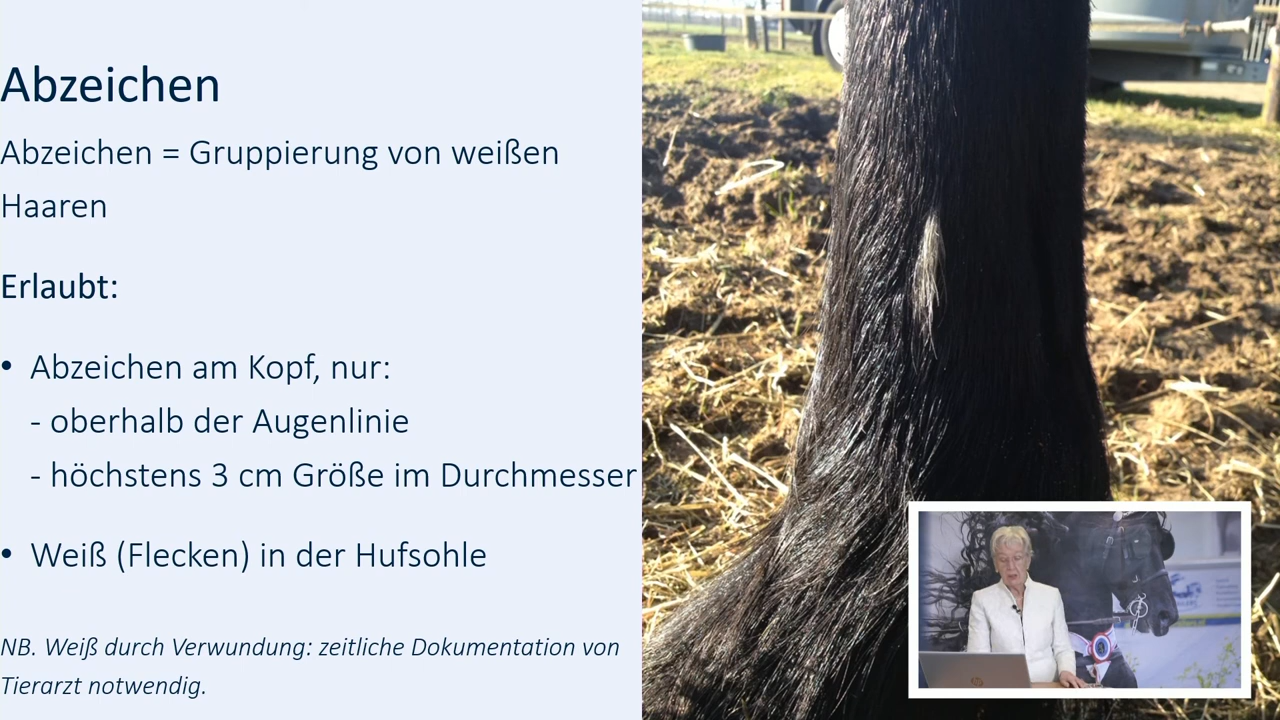 Abzeichen
Abzeichen = Gruppierung von weißen
Haaren
Erlaubt:
• Abzeichen am Kopf, nur:
- oberhalb der Augenlinie
- höchstens 3 cm Größe im Durchmesser
• Weiß (Flecken) in der Hufsohle
NB. Weiß durch Verwundung: zeitliche Dokumentation von
Tierarzt notwendig.